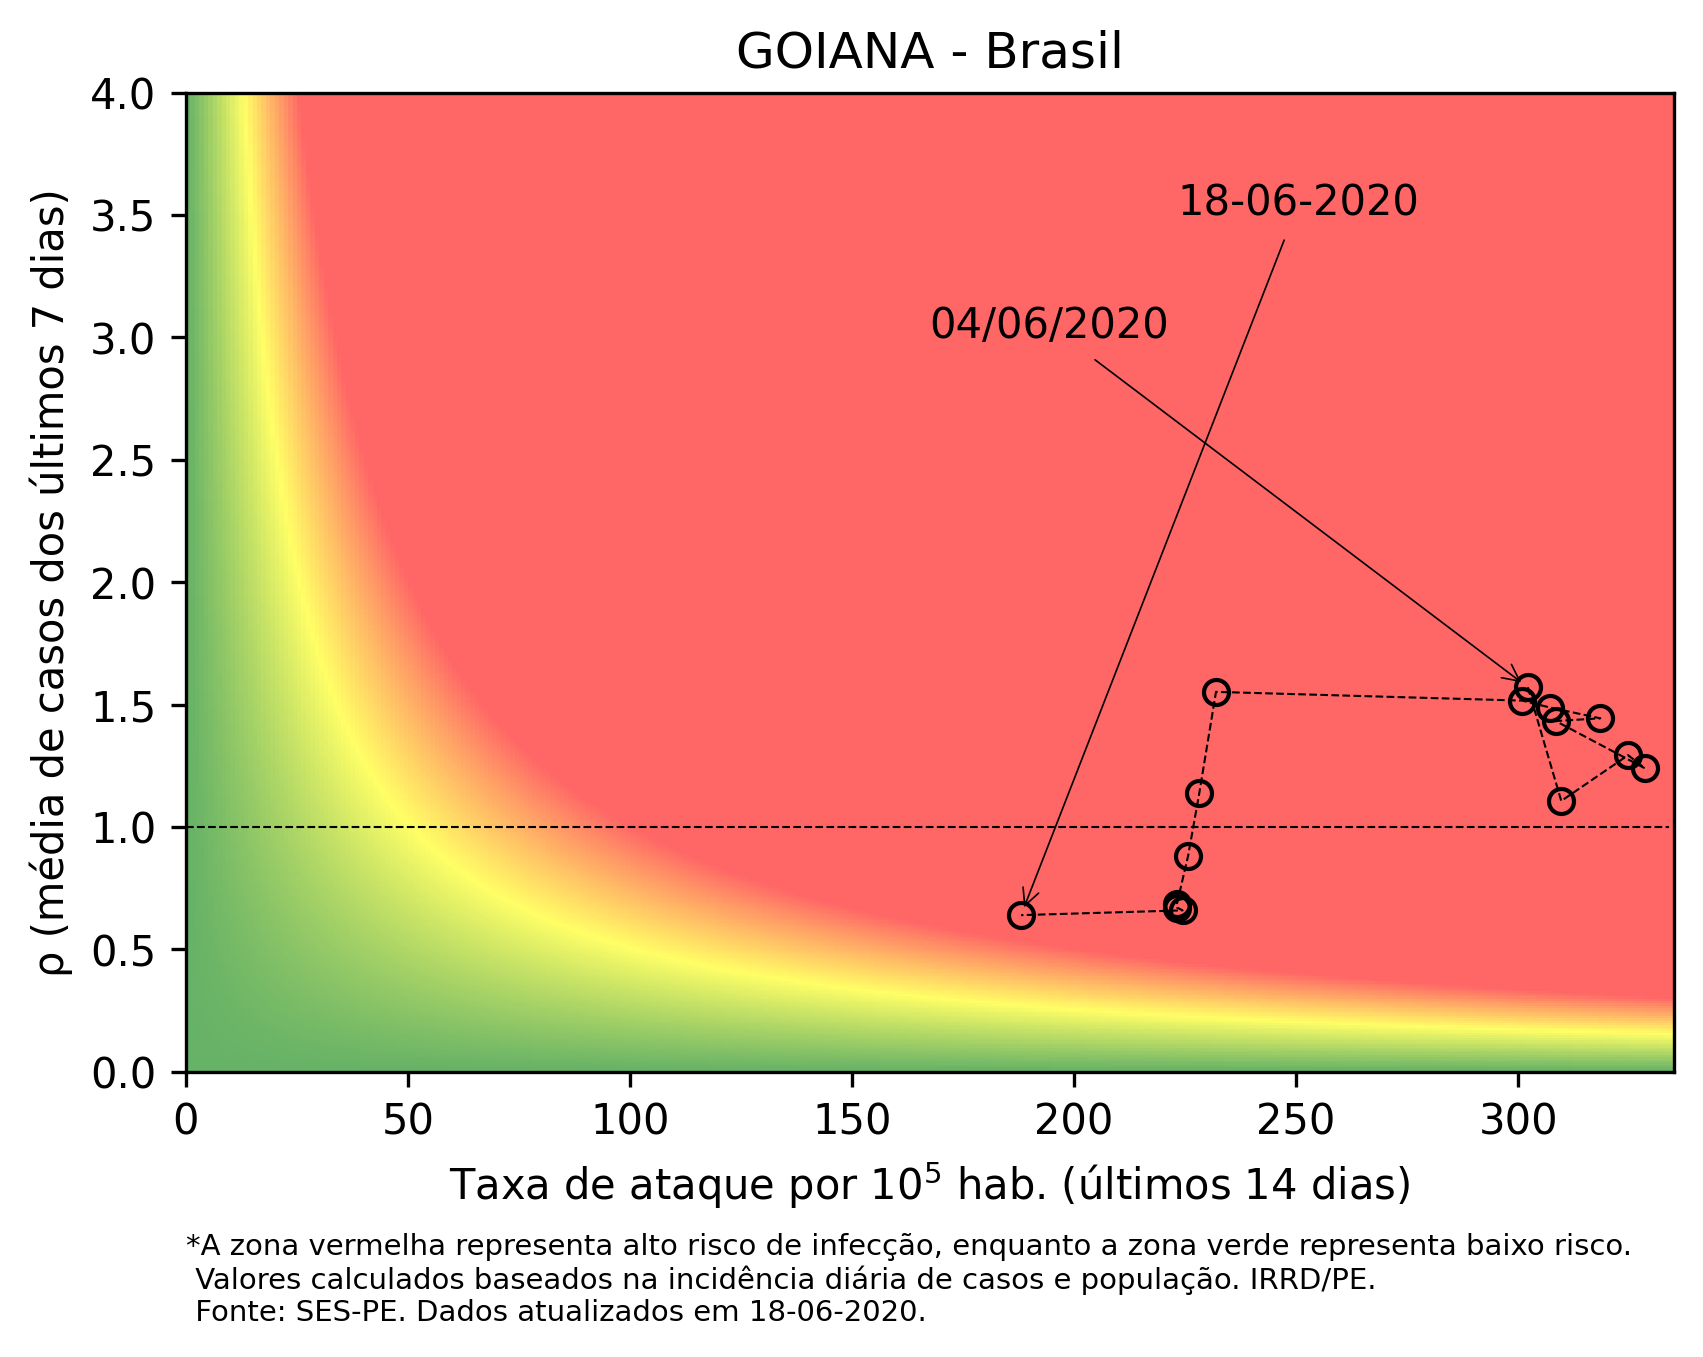 GOIANA - Brasil
4.0
3.5
3.0
2.5
2.0
1.5
1.0
0.5
0.0
ρ (média de casos dos últimos 7 dias)
18-06-2020
04/06/2020
0 50 100 150 200 250 300
Taxa de ataque por 10⁵ hab. (últimos 14 dias)
*A zona vermelha representa alto risco de infecção, enquanto a zona verde representa baixo risco.
Valores calculados baseados na incidência diária de casos e população. IRRD/PE.
Fonte: SES-PE. Dados atualizados em 18-06-2020.